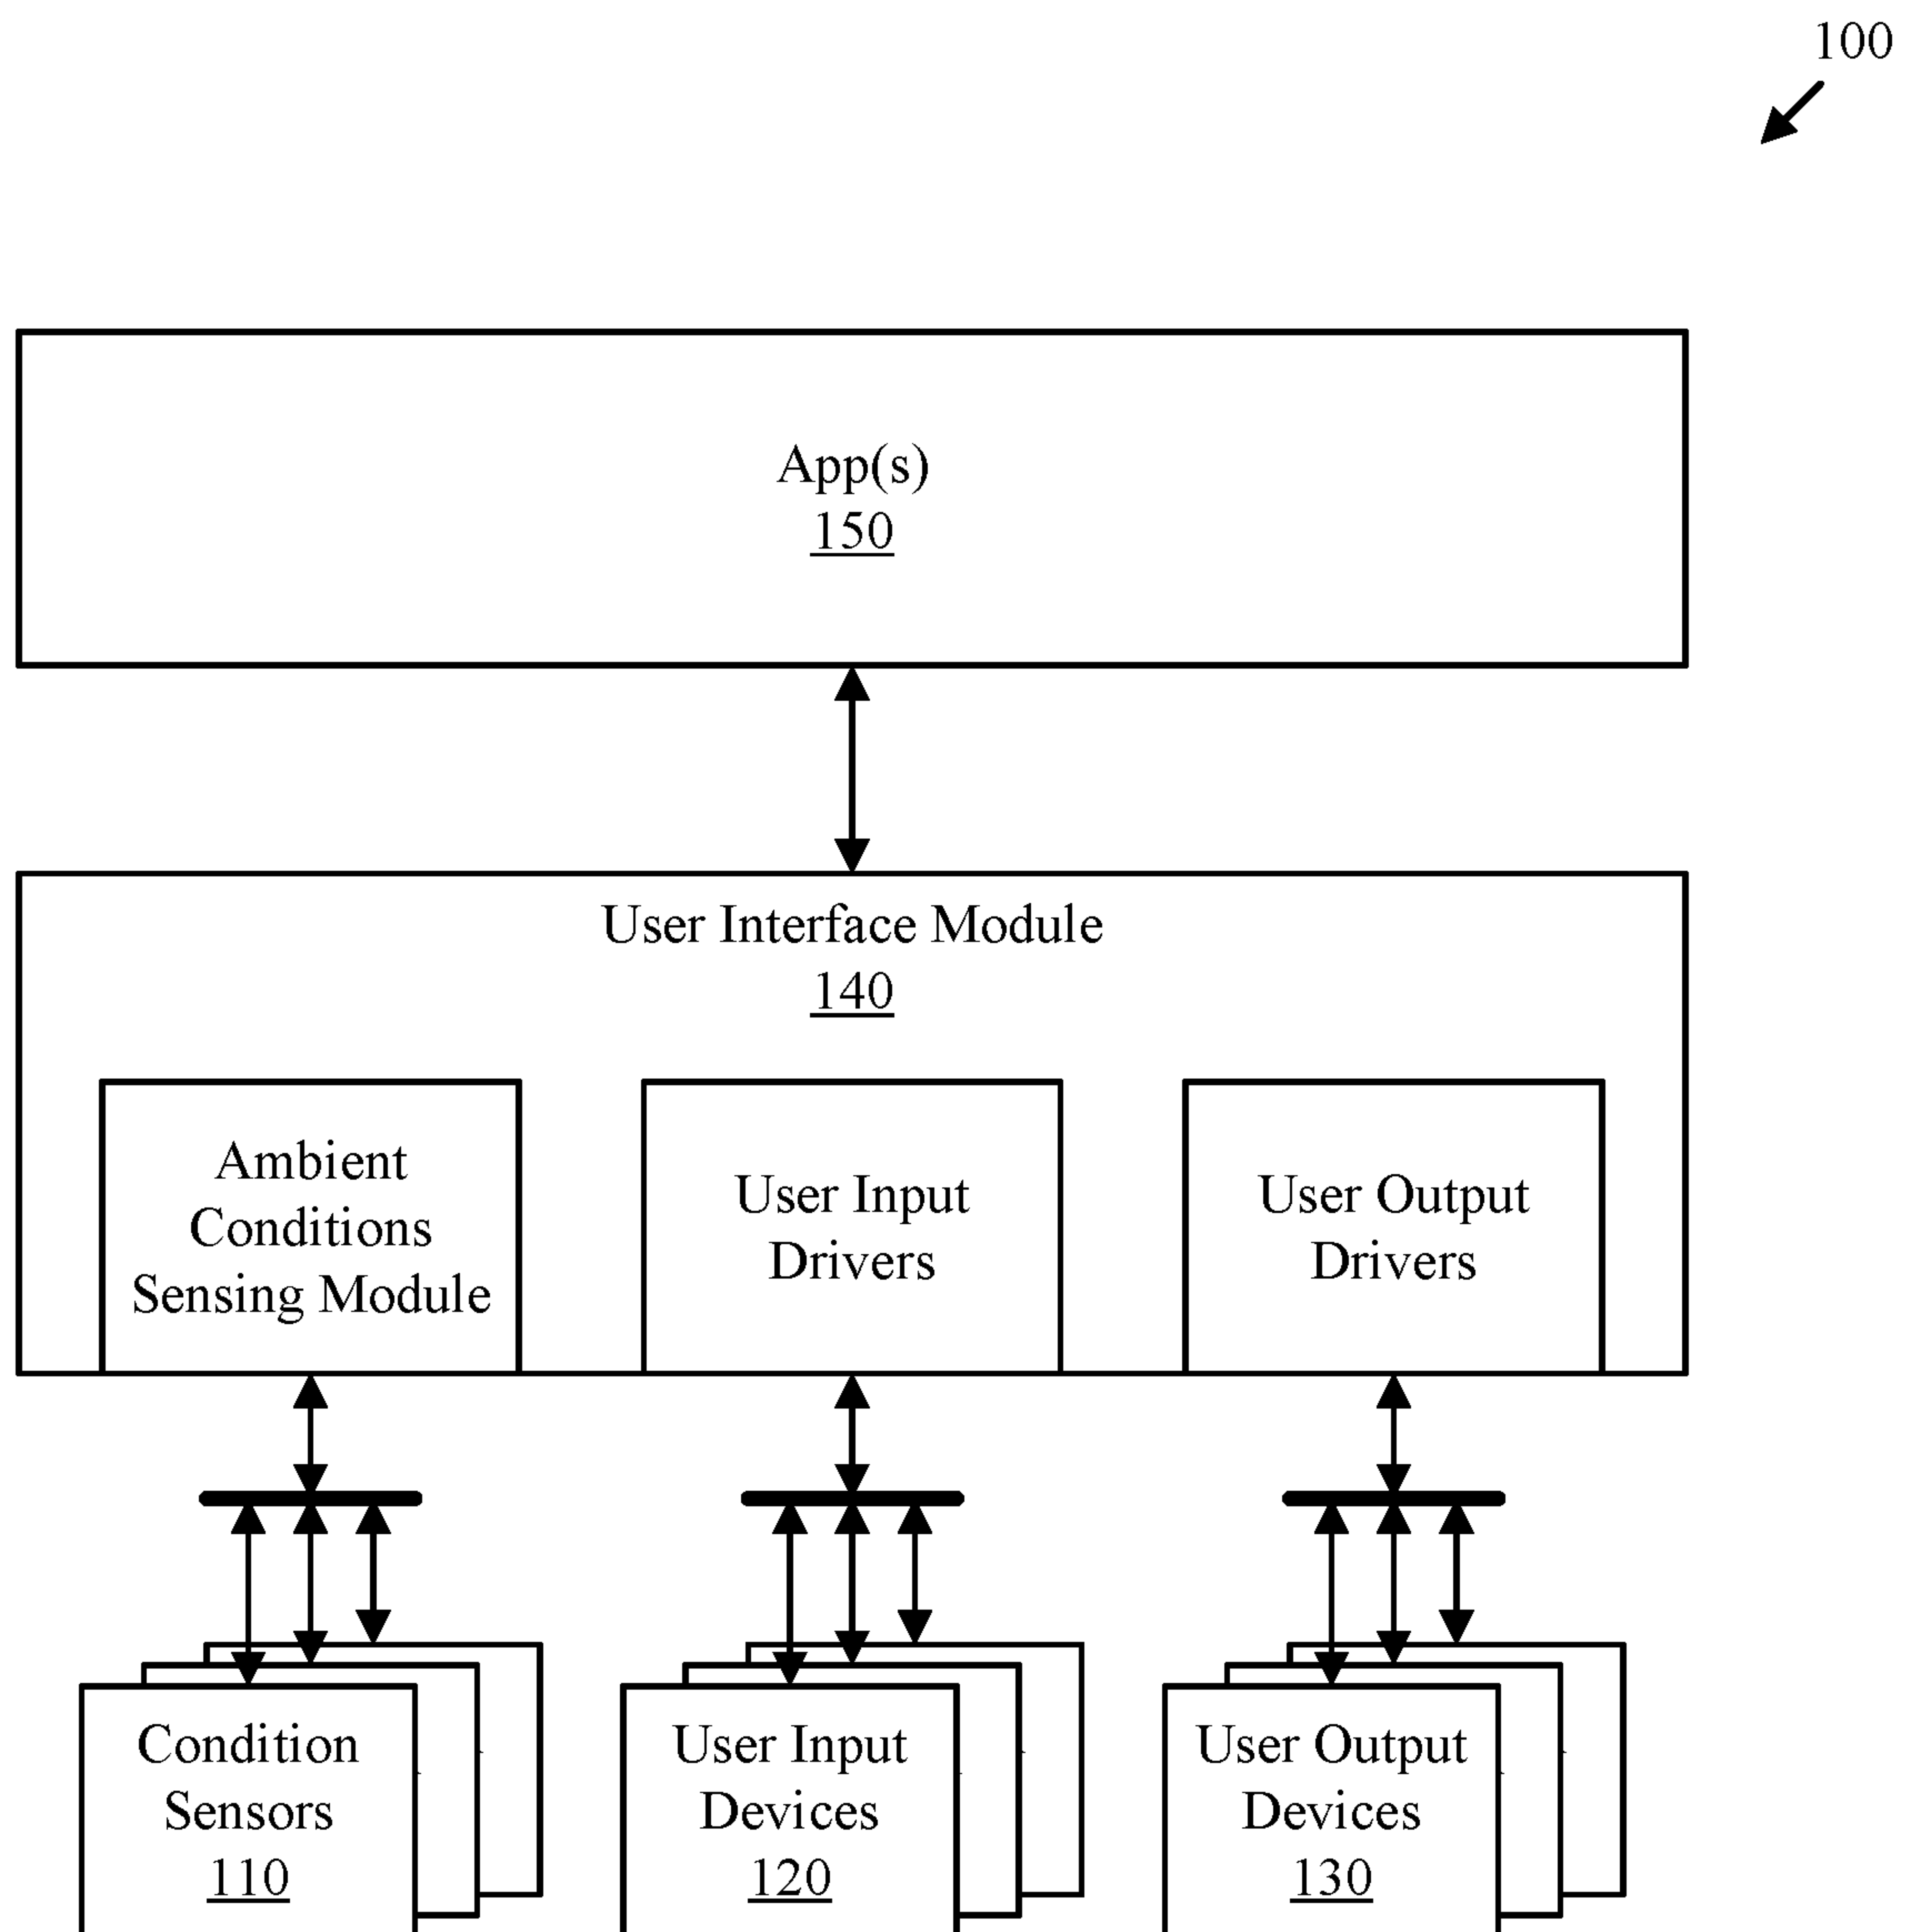 100
App(s)
150
User Interface Module
140
Ambient
Conditions
Sensing Module
User Input
Drivers
User Output
Drivers
Condition
Sensors
110
User Input
Devices
120
User Output
Devices
130